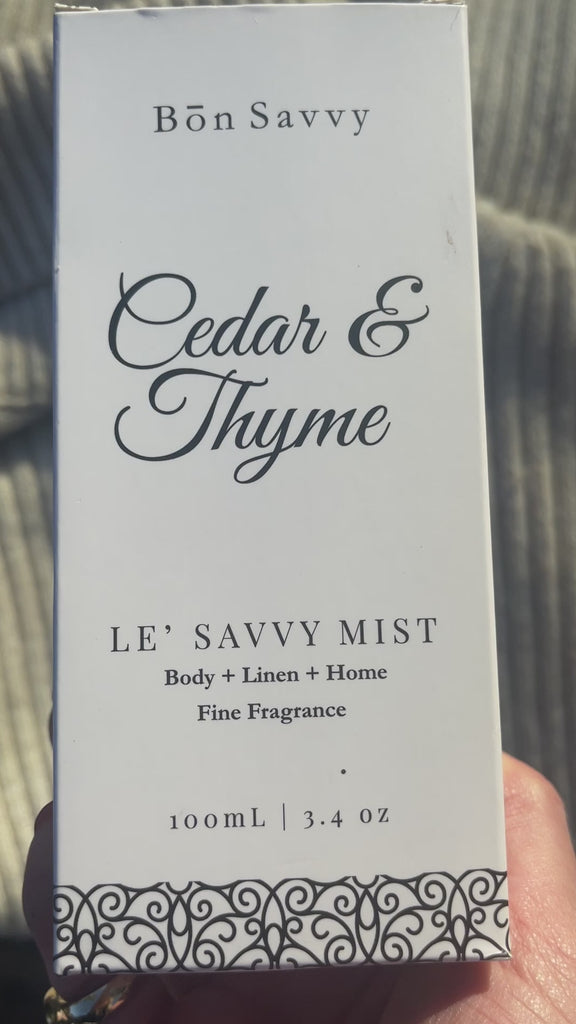 Bōn Savvy
Cedar &
Thyme
LE' SAVVY MIST
Body + Linen + Home
Fine Fragrance
100mL | 3.4 oz